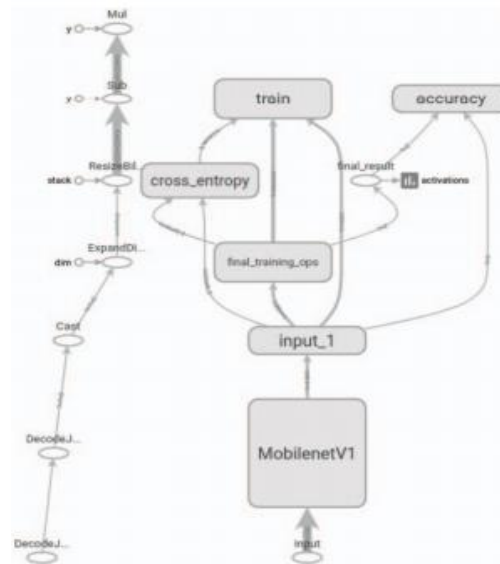 Mul
y
Sub
y
train
accuracy
ResizeBil...
stack
cross_entropy
final_result
activations
ExpandDi...
dim
final_training_ops
Cast
input_1
DecodeJ...
MobilenetV1
DecodeJ...
input